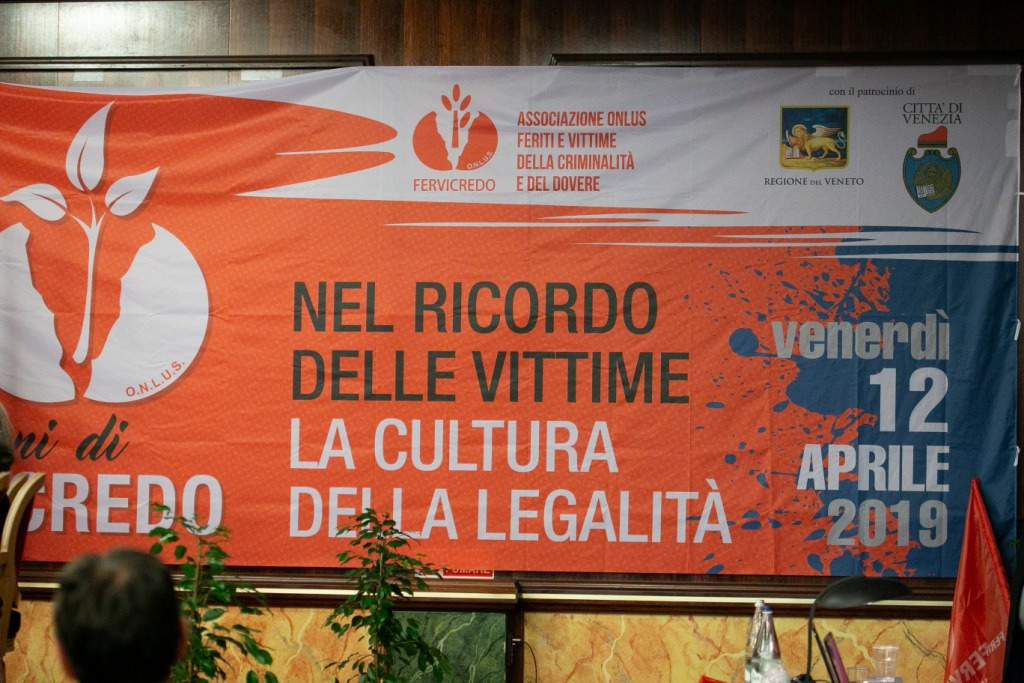 con il patrocinio di
ASSOCIAZIONE ONLUS
FERITI E VITTIME
DELLA CRIMINALITÀ
E DEL DOVERE
O.N.L.U.S.
FERVICREDO
REGIONE DEL VENETO
CITTA' DI
VENEZIA
O.N.L.U.S.
ni di
CREDO
NEL RICORDO
DELLE VITTIME
LA CULTURA
DELLA LEGALITÀ
venerdì
12
APRILE
2019
FUMARE